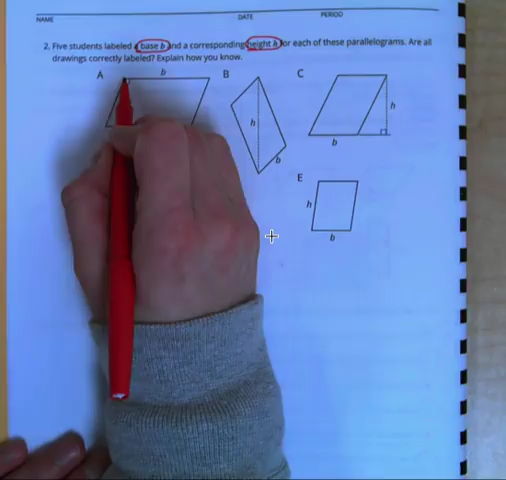 NAME DATE PERIOD
2. Five students labeled a base b and a corresponding height h for each of these parallelograms. Are all
drawings correctly labeled? Explain how you know.
A b B C
h h
b b
E
h
b